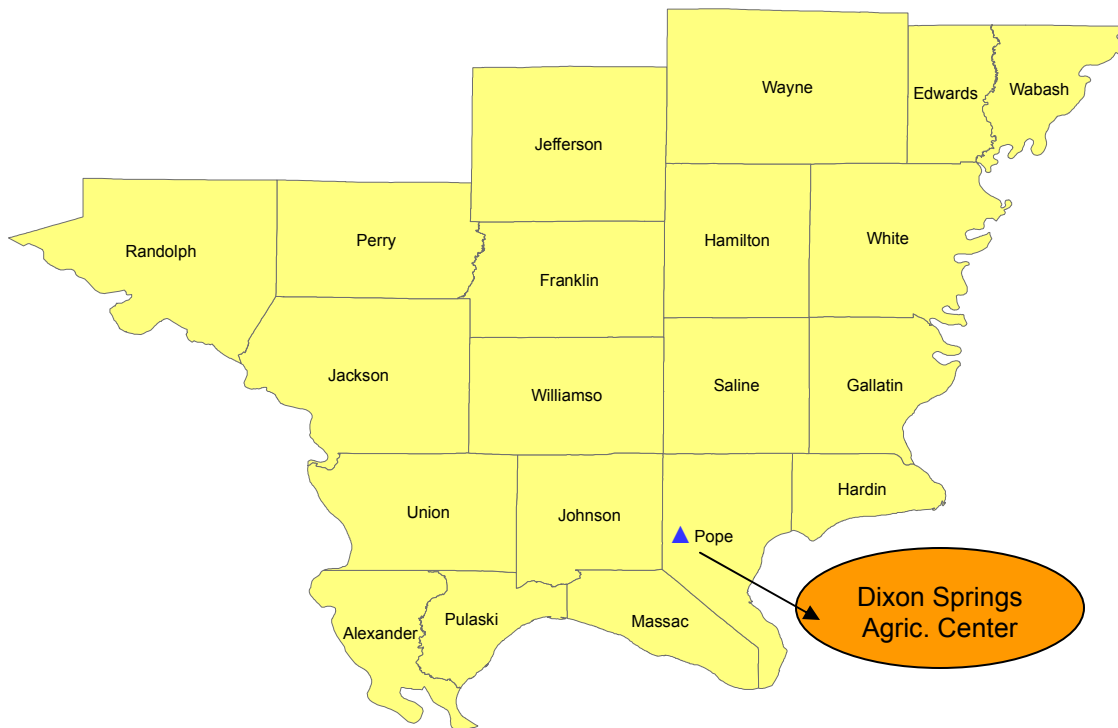 Wayne
Edwards
Wabash
Jefferson
Randolph
Perry
Hamilton
White
Franklin
Jackson
Williamso
Saline
Gallatin
Union
Johnson
Pope
Hardin
Alexander
Pulaski
Massac
Dixon Springs
Agric. Center